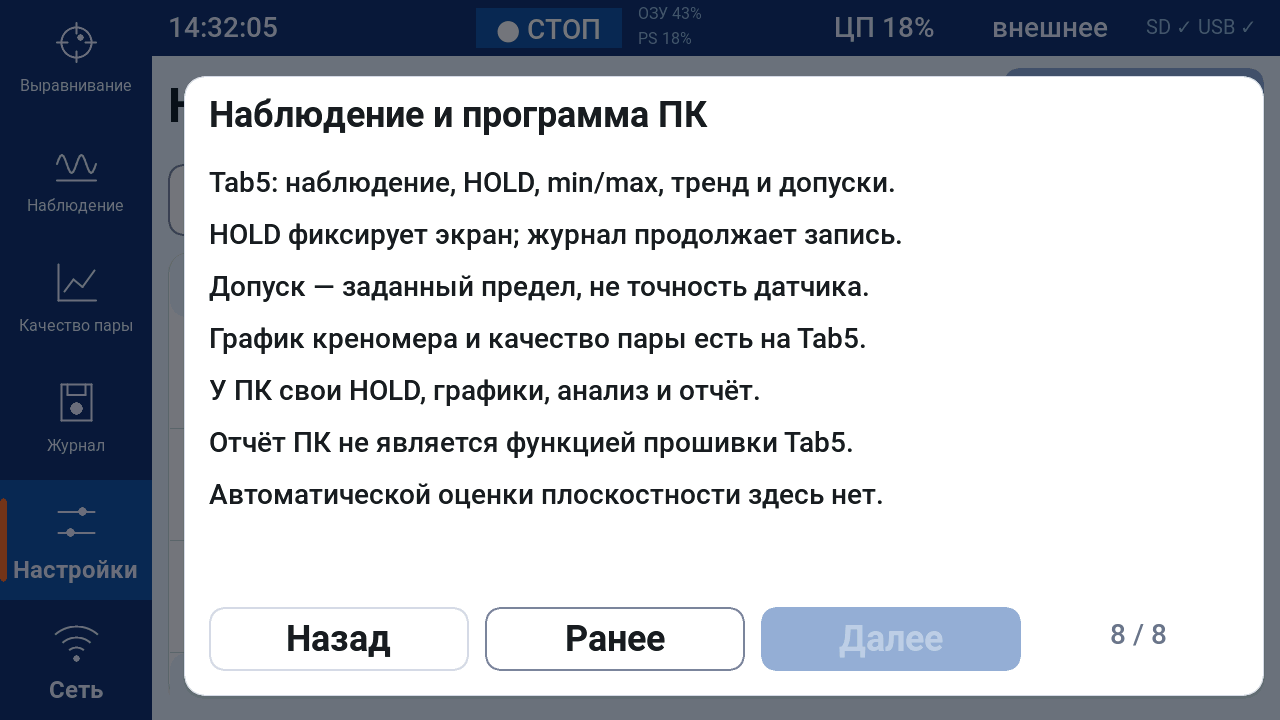 14:32:05
СТОП
ОЗУ 43%
PS 18%
ЦП 18%
внешнее
SD ✓ USB ✓
Выравнивание
Наблюдение
Качество пары
Журнал
Настройки
Сеть
Наблюдение и программа ПК
Tab5: наблюдение, HOLD, min/max, тренд и допуски.
HOLD фиксирует экран; журнал продолжает запись.
Допуск — заданный предел, не точность датчика.
График креномера и качество пары есть на Tab5.
У ПК свои HOLD, графики, анализ и отчёт.
Отчёт ПК не является функцией прошивки Tab5.
Автоматической оценки плоскостности здесь нет.
Назад
Ранее
Далее
8 / 8